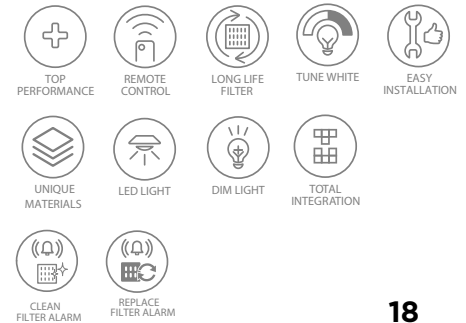 TOP
PERFORMANCE
REMOTE
CONTROL
LONG LIFE
FILTER
TUNE WHITE
EASY
INSTALLATION
UNIQUE
MATERIALS
LED LIGHT
DIM LIGHT
TOTAL
INTEGRATION
CLEAN
FILTER ALARM
REPLACE
FILTER ALARM
18